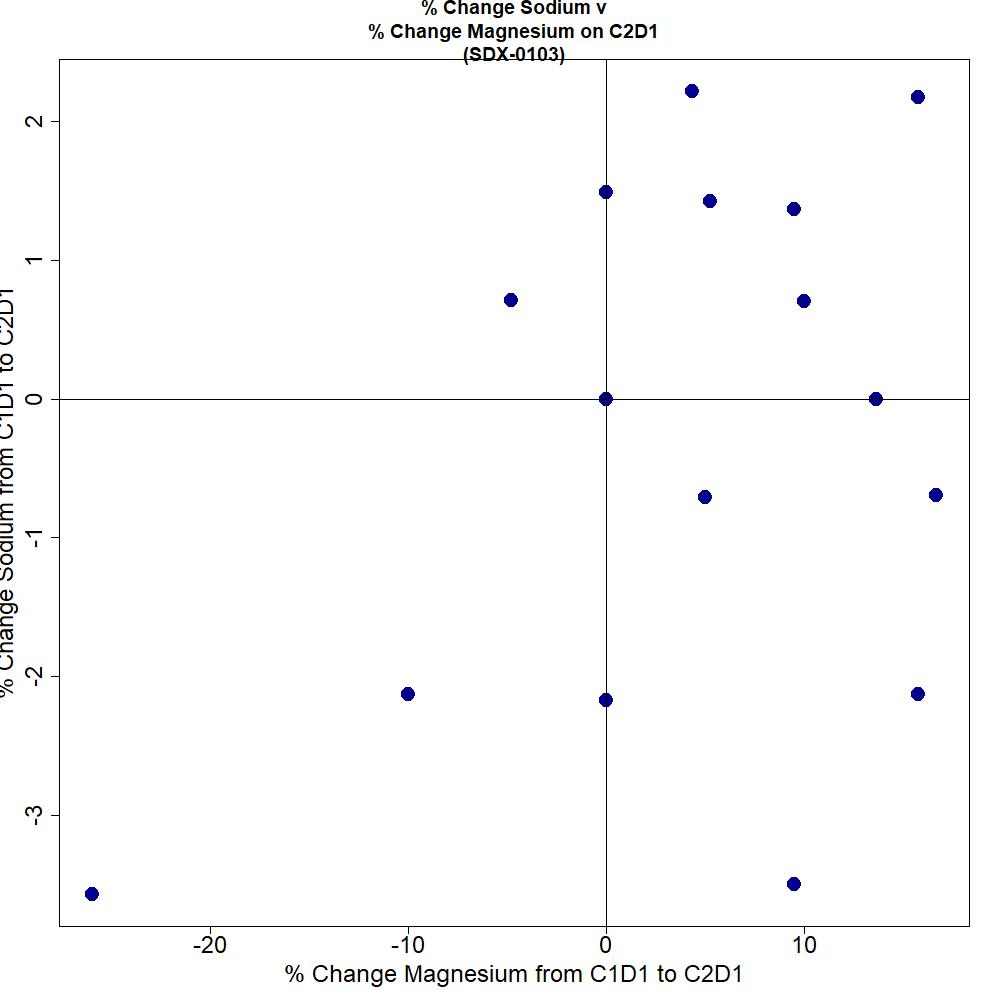 % Change Sodium v
% Change Magnesium on C2D1
(SDX-0103)
% Change Sodium from C1D1 to C2D1
2
1
0
-1
-2
-3
-20
-10
0
10
% Change Magnesium from C1D1 to C2D1